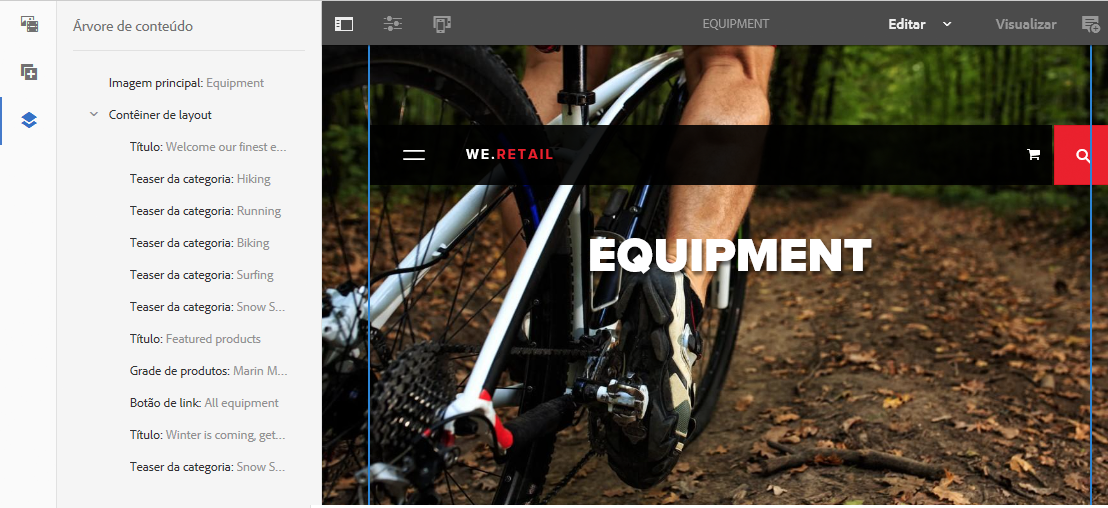 Árvore de conteúdo
Imagem principal: Equipment
Contêiner de layout
Título: Welcome our finest e...
Teaser da categoria: Hiking
Teaser da categoria: Running
Teaser da categoria: Biking
Teaser da categoria: Surfing
Teaser da categoria: Snow S...
Título: Featured products
Grade de produtos: Marin M...
Botão de link: All equipment
Título: Winter is coming, get...
Teaser da categoria: Snow S...
EQUIPMENT Editar Visualizar
WE.RETAIL
EQUIPMENT